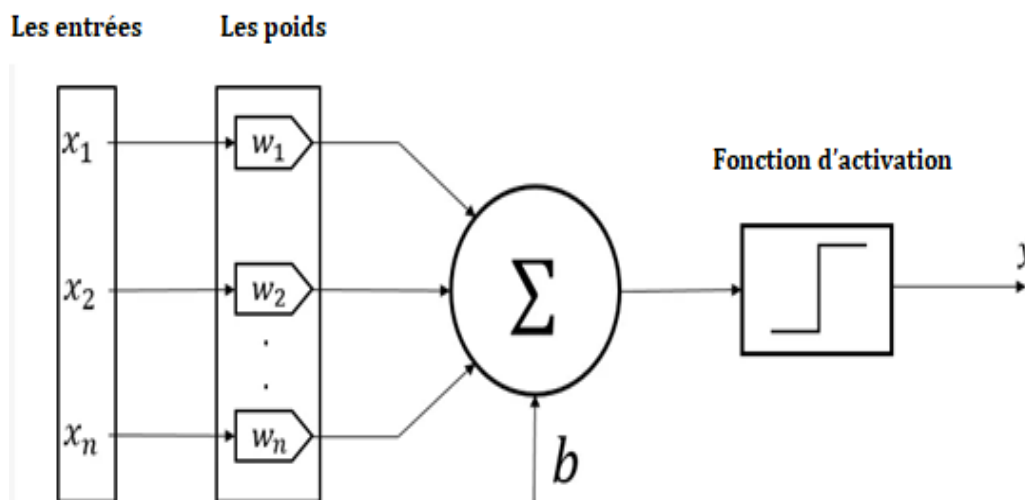 Les entrées Les poids
Fonction d'activation
x₁ w₁
x₂ w₂
.
.
xₙ wₙ
Σ
b
y